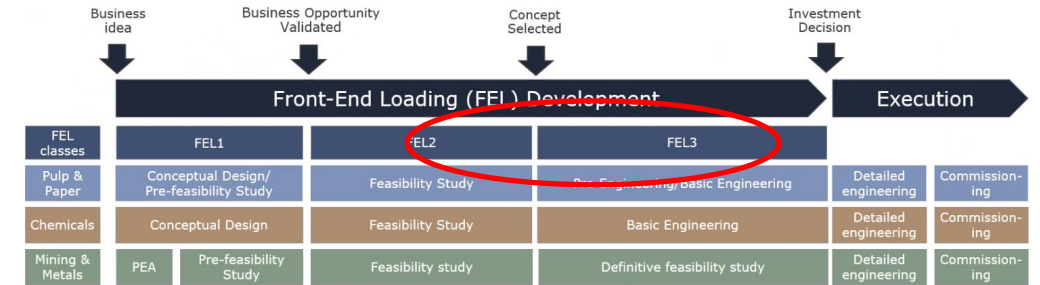 Business
idea
Business Opportunity
Validated
Concept
Selected
Investment
Decision
Front-End Loading (FEL) Development
Execution
FEL
classes
FEL1
FEL2
FEL3
Pulp &
Paper
Conceptual Design/
Pre-feasibility Study
Feasibility Study
Pre-Engineering/Basic Engineering
Detailed
engineering
Commission-
ing
Chemicals
Conceptual Design
Feasibility Study
Basic Engineering
Detailed
engineering
Commission-
ing
Mining &
Metals
PEA
Pre-feasibility
Study
Feasibility study
Definitive feasibility study
Detailed
engineering
Commission-
ing